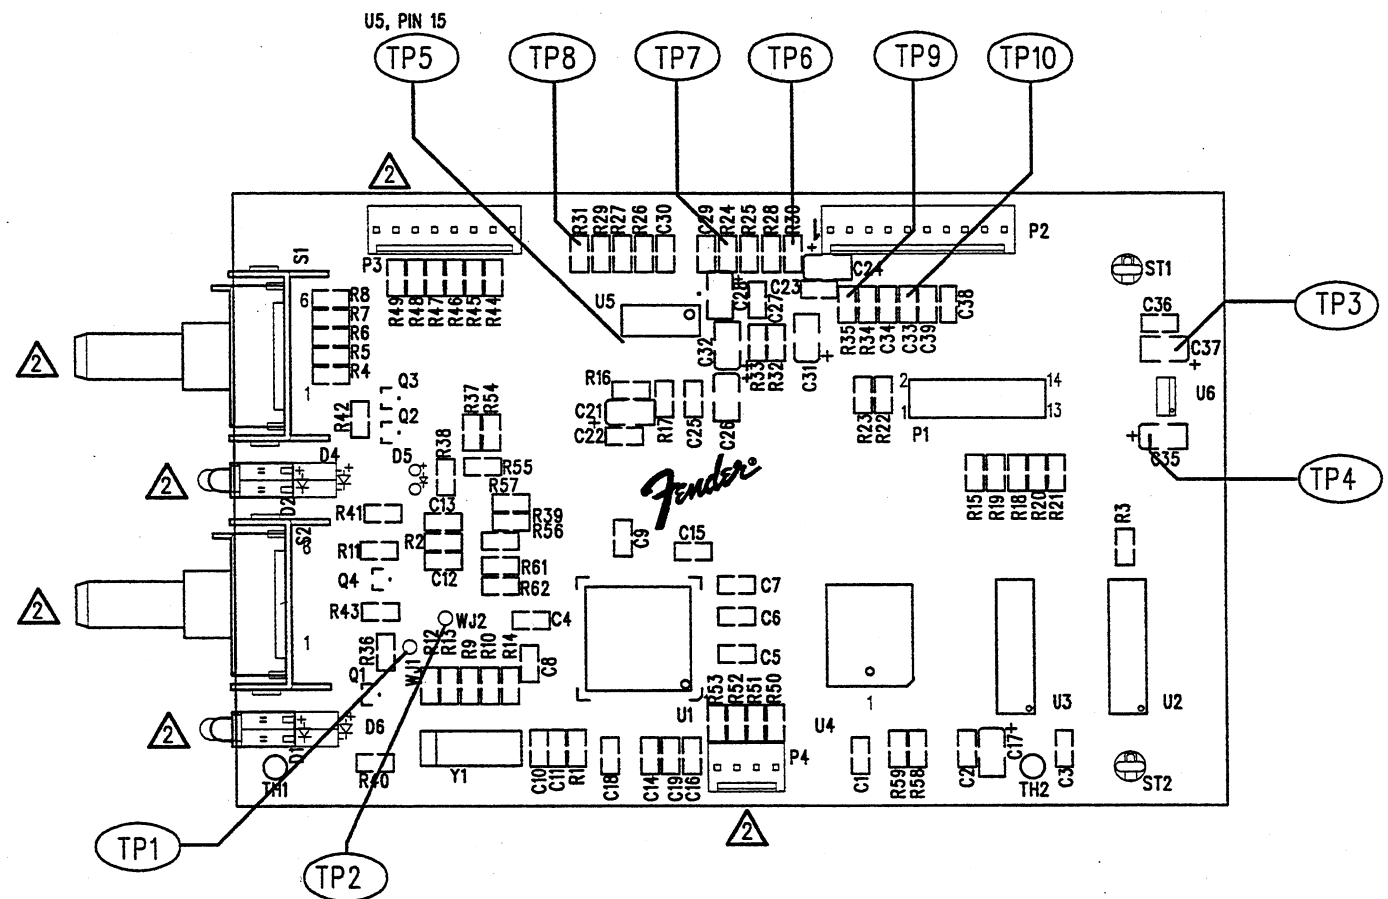 U5, PIN 15
TP5
TP8
TP7
TP6
TP9
TP10
2
R31
R29
R27
R26
C30
C29
R24
R25
R28
R30
+
P2
P3
S1
R49
R48
R47
R46
R45
R44
U5
C28
+
C27
C23
C24
ST1
6
R8
R7
R6
R5
R4
1
R35
R34
C34
C33
C39
C38
C36
C37
+
TP3
2
C32
+
R33
R32
C31
+
Q3
Q2
R42
R37
R54
R16
C21
+
C22
R17
C25
C26
R23
R22
2
1
14
13
P1
U6
+
C35
TP4
D4
D5
R38
R55
R57
2
D2
Fender®
R15
R19
R18
R20
R21
R3
R41
C13
R39
R56
S2
6
R11
R2
C12
R61
R62
C9
C15
C7
C6
C5
Q4
2
R43
WJ2
C4
1
R36
WJ1
R12
R13
R9
R10
R14
C8
Q1
D6
R53
R52
R51
R50
U1
1
U4
U3
U2
2
D1
TH1
R40
Y1
C10
C11
R1
C18
C14
C19
C16
P4
C1
R59
R58
C2
C17
+
TH2
C3
ST2
2
TP1
TP2